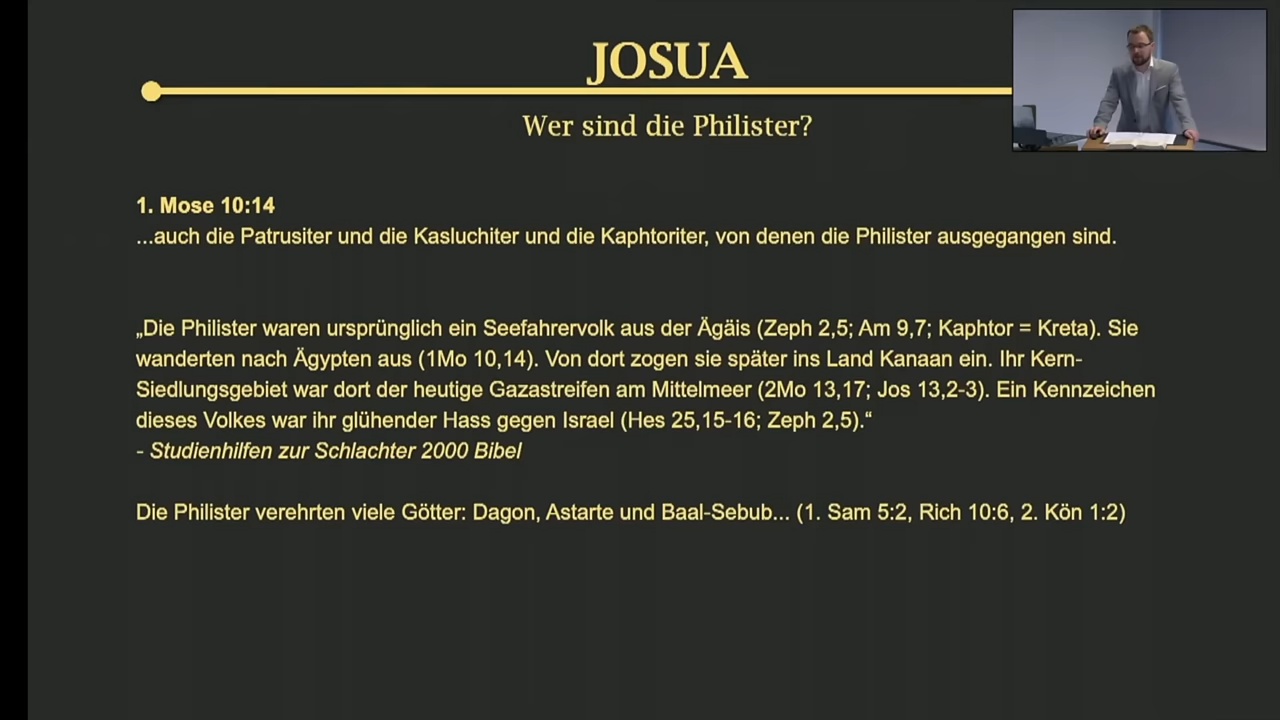 JOSUA
Wer sind die Philister?
1. Mose 10:14
...auch die Patrusiter und die Kasluchiter und die Kaphtoriter, von denen die Philister ausgegangen sind.
„Die Philister waren ursprünglich ein Seefahrervolk aus der Ägäis (Zeph 2,5; Am 9,7; Kaphtor = Kreta). Sie
wanderten nach Ägypten aus (1Mo 10,14). Von dort zogen sie später ins Land Kanaan ein. Ihr Kern-
Siedlungsgebiet war dort der heutige Gazastreifen am Mittelmeer (2Mo 13,17; Jos 13,2-3). Ein Kennzeichen
dieses Volkes war ihr glühender Hass gegen Israel (Hes 25,15-16; Zeph 2,5).“
- Studienhilfen zur Schlachter 2000 Bibel
Die Philister verehrten viele Götter: Dagon, Astarte und Baal-Sebub... (1. Sam 5:2, Rich 10:6, 2. Kön 1:2)